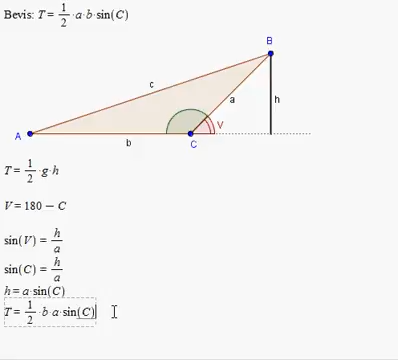 Bevis: T = 1/2 · a · b · sin(C)
B
c
a
h
A
V
b
C
T = 1/2 · g · h
V = 180 − C
sin(V) = h/a
sin(C) = h/a
h = a · sin(C)
T = 1/2 · b · a · sin(C)